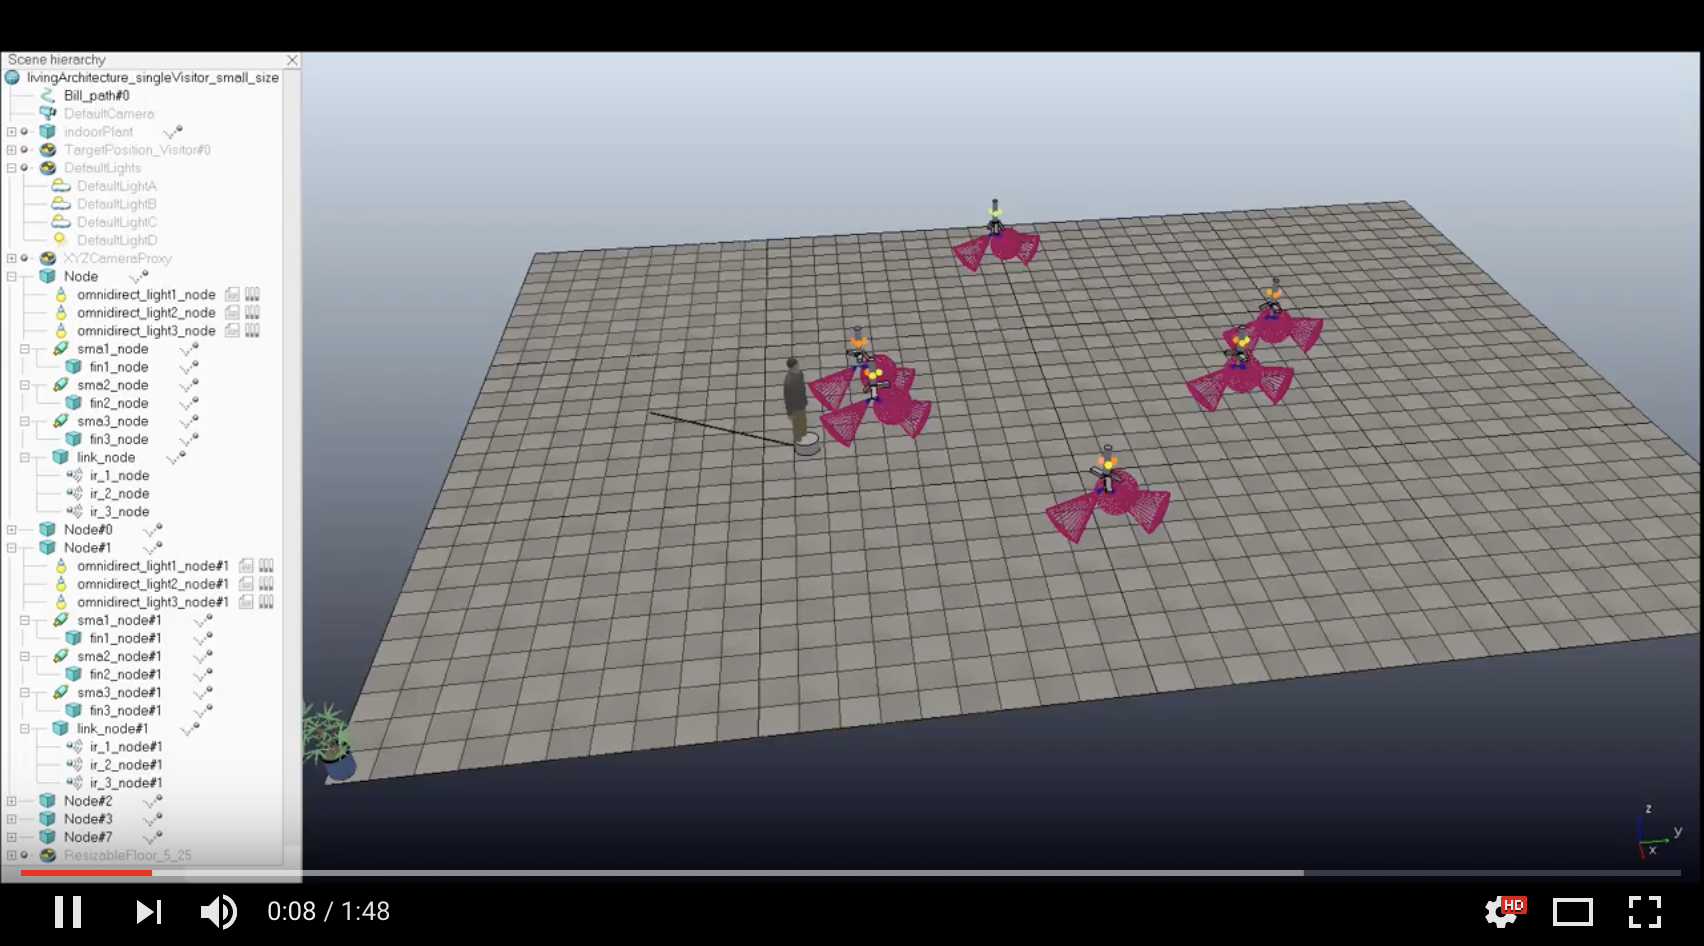 Scene hierarchy
livingArchitecture_singleVisitor_small_size
Bill_path#0
DefaultCamera
indoorPlant
TargetPosition_Visitor#0
DefaultLights
DefaultLightA
DefaultLightB
DefaultLightC
DefaultLightD
XYZCameraProxy
Node
omnidirect_light1_node
omnidirect_light2_node
omnidirect_light3_node
sma1_node
fin1_node
sma2_node
fin2_node
sma3_node
fin3_node
link_node
ir_1_node
ir_2_node
ir_3_node
Node#0
Node#1
omnidirect_light1_node#1
omnidirect_light2_node#1
omnidirect_light3_node#1
sma1_node#1
fin1_node#1
sma2_node#1
fin2_node#1
sma3_node#1
fin3_node#1
link_node#1
ir_1_node#1
ir_2_node#1
ir_3_node#1
Node#2
Node#3
Node#7
ResizableFloor_5_25
z
y
x
0:08 / 1:48
HD